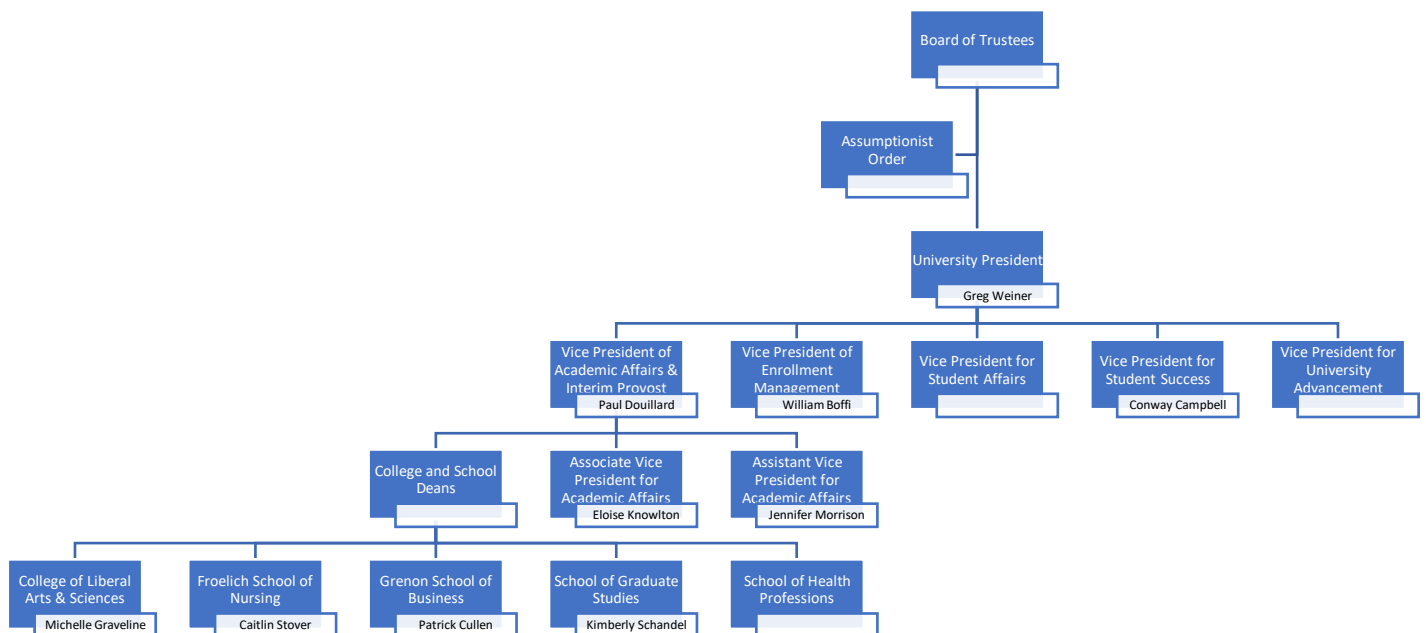 Board of Trustees
Assumptionist
Order
University President
Greg Weiner
Vice President of
Academic Affairs &
Interim Provost
Paul Douillard
Vice President of
Enrollment
Management
William Boffi
Vice President for
Student Affairs
Vice President for
Student Success
Conway Campbell
Vice President for
University
Advancement
College and School
Deans
Associate Vice
President for
Academic Affairs
Eloise Knowlton
Assistant Vice
President for
Academic Affairs
Jennifer Morrison
College of Liberal
Arts & Sciences
Michelle Graveline
Froelich School of
Nursing
Caitlin Stover
Grenon School of
Business
Patrick Cullen
School of Graduate
Studies
Kimberly Schandel
School of Health
Professions